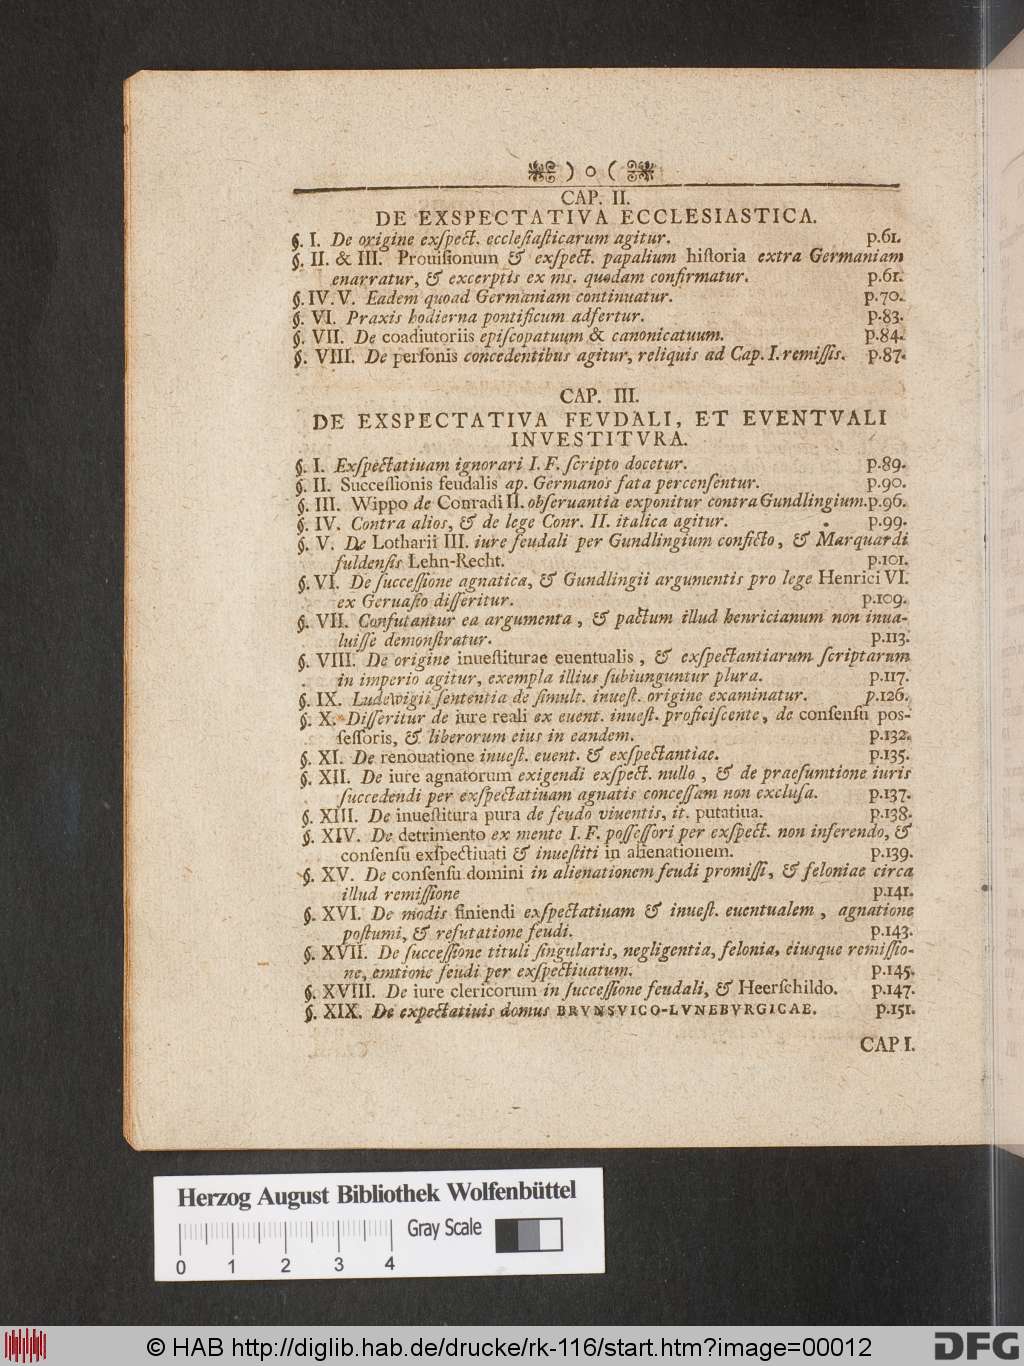 ) o (
CAP. II.
DE EXSPECTATIVA ECCLESIASTICA.
§. I. De origine exſpect. eccleſiaſticarum agitur. p.61.
§. II. & III. Prouiſionum & exſpect. papalium hiſtoria extra Germaniam
enarratur, & excerptis ex ms. quodam confirmatur. p.61.
§. IV. V. Eadem quoad Germaniam continuatur. p.70.
§. VI. Praxis hodierna pontificum adfertur. p.83.
§. VII. De coadiutoriis epiſcopatuum & canonicatuum. p.84.
§. VIII. De perſonis concedentibus agitur, reliquis ad Cap. I. remiſſis. p.87.
CAP. III.
DE EXSPECTATIVA FEVDALI, ET EVENTVALI
INVESTITVRA.
§. I. Exſpectatiuam ignorari I. F. ſcripto docetur. p.89.
§. II. Succeſſionis feudalis ap. Germanos fata percenſentur. p.90.
§. III. Wippo de Conradi II. obſeruantia exponitur contra Gundlingium. p.96.
§. IV. Contra alios, & de lege Conr. II. italica agitur. p.99.
§. V. De Lotharii III. iure feudali per Gundlingium conficto, & Marquardi
fuldenſis Lehn-Recht. p.101.
§. VI. De ſucceſſione agnatica, & Gundlingii argumentis pro lege Henrici VI.
ex Geruaſio diſſeritur. p.109.
§. VII. Confutantur ea argumenta, & pactum illud henricianum non inua-
luiſſe demonſtratur. p.113.
§. VIII. De origine inueſtiturae euentualis, & exſpectantiarum ſcriptarum
in imperio agitur, exempla illius ſubiunguntur plura. p.117.
§. IX. Ludewigii ſententia de ſimult. inueſt. origine examinatur. p.126.
§. X. Diſſeritur de iure reali ex euent. inueſt. proficiſcente, de conſenſu poſ-
ſeſſoris, & liberorum eius in eandem. p.132.
§. XI. De renouatione inueſt. euent. & exſpectantiae. p.135.
§. XII. De iure agnatorum exigendi exſpect. nullo, & de praeſumtione iuris
ſuccedendi per exſpectatiuam agnatis conceſſam non excluſa. p.137.
§. XIII. De inueſtitura pura de feudo viuentis, it. putatiua. p.138.
§. XIV. De detrimento ex mente I. F. poſſeſſori per exſpect. non inferendo, &
conſenſu exſpectiuati & inueſtiti in alienationem. p.139.
§. XV. De conſenſu domini in alienationem feudi promiſſi, & feloniae circa
illud remiſſione p.141.
§. XVI. De modis finiendi exſpectatiuam & inueſt. euentualem, agnatione
poſtumi, & refutatione feudi. p.143.
§. XVII. De ſucceſſione tituli ſingularis, negligentia, felonia, eiusque remiſſio-
ne, emtione feudi per exſpectiuatum. p.145.
§. XVIII. De iure clericorum in ſucceſſione feudali, & Heerſchildo. p.147.
§. XIX. De expectatiuis domus BRVNSVICO-LVNEBVRGICAE. p.151.
CAP I.
Herzog August Bibliothek Wolfenbüttel
Gray Scale
0 1 2 3 4
© HAB http://diglib.hab.de/drucke/rk-116/start.htm?image=00012
DFG